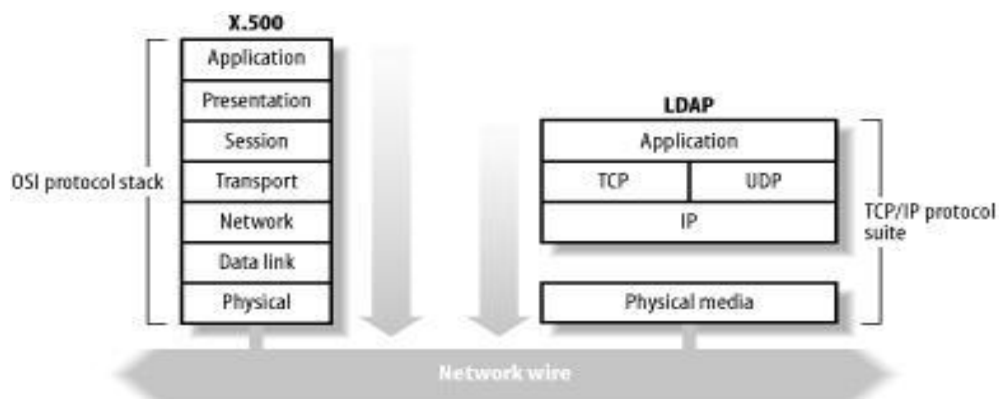 X.500
Application
Presentation
Session
Transport
Network
Data link
Physical
OSI protocol stack
LDAP
Application
TCP UDP
IP
Physical media
TCP/IP protocol
suite
Network wire